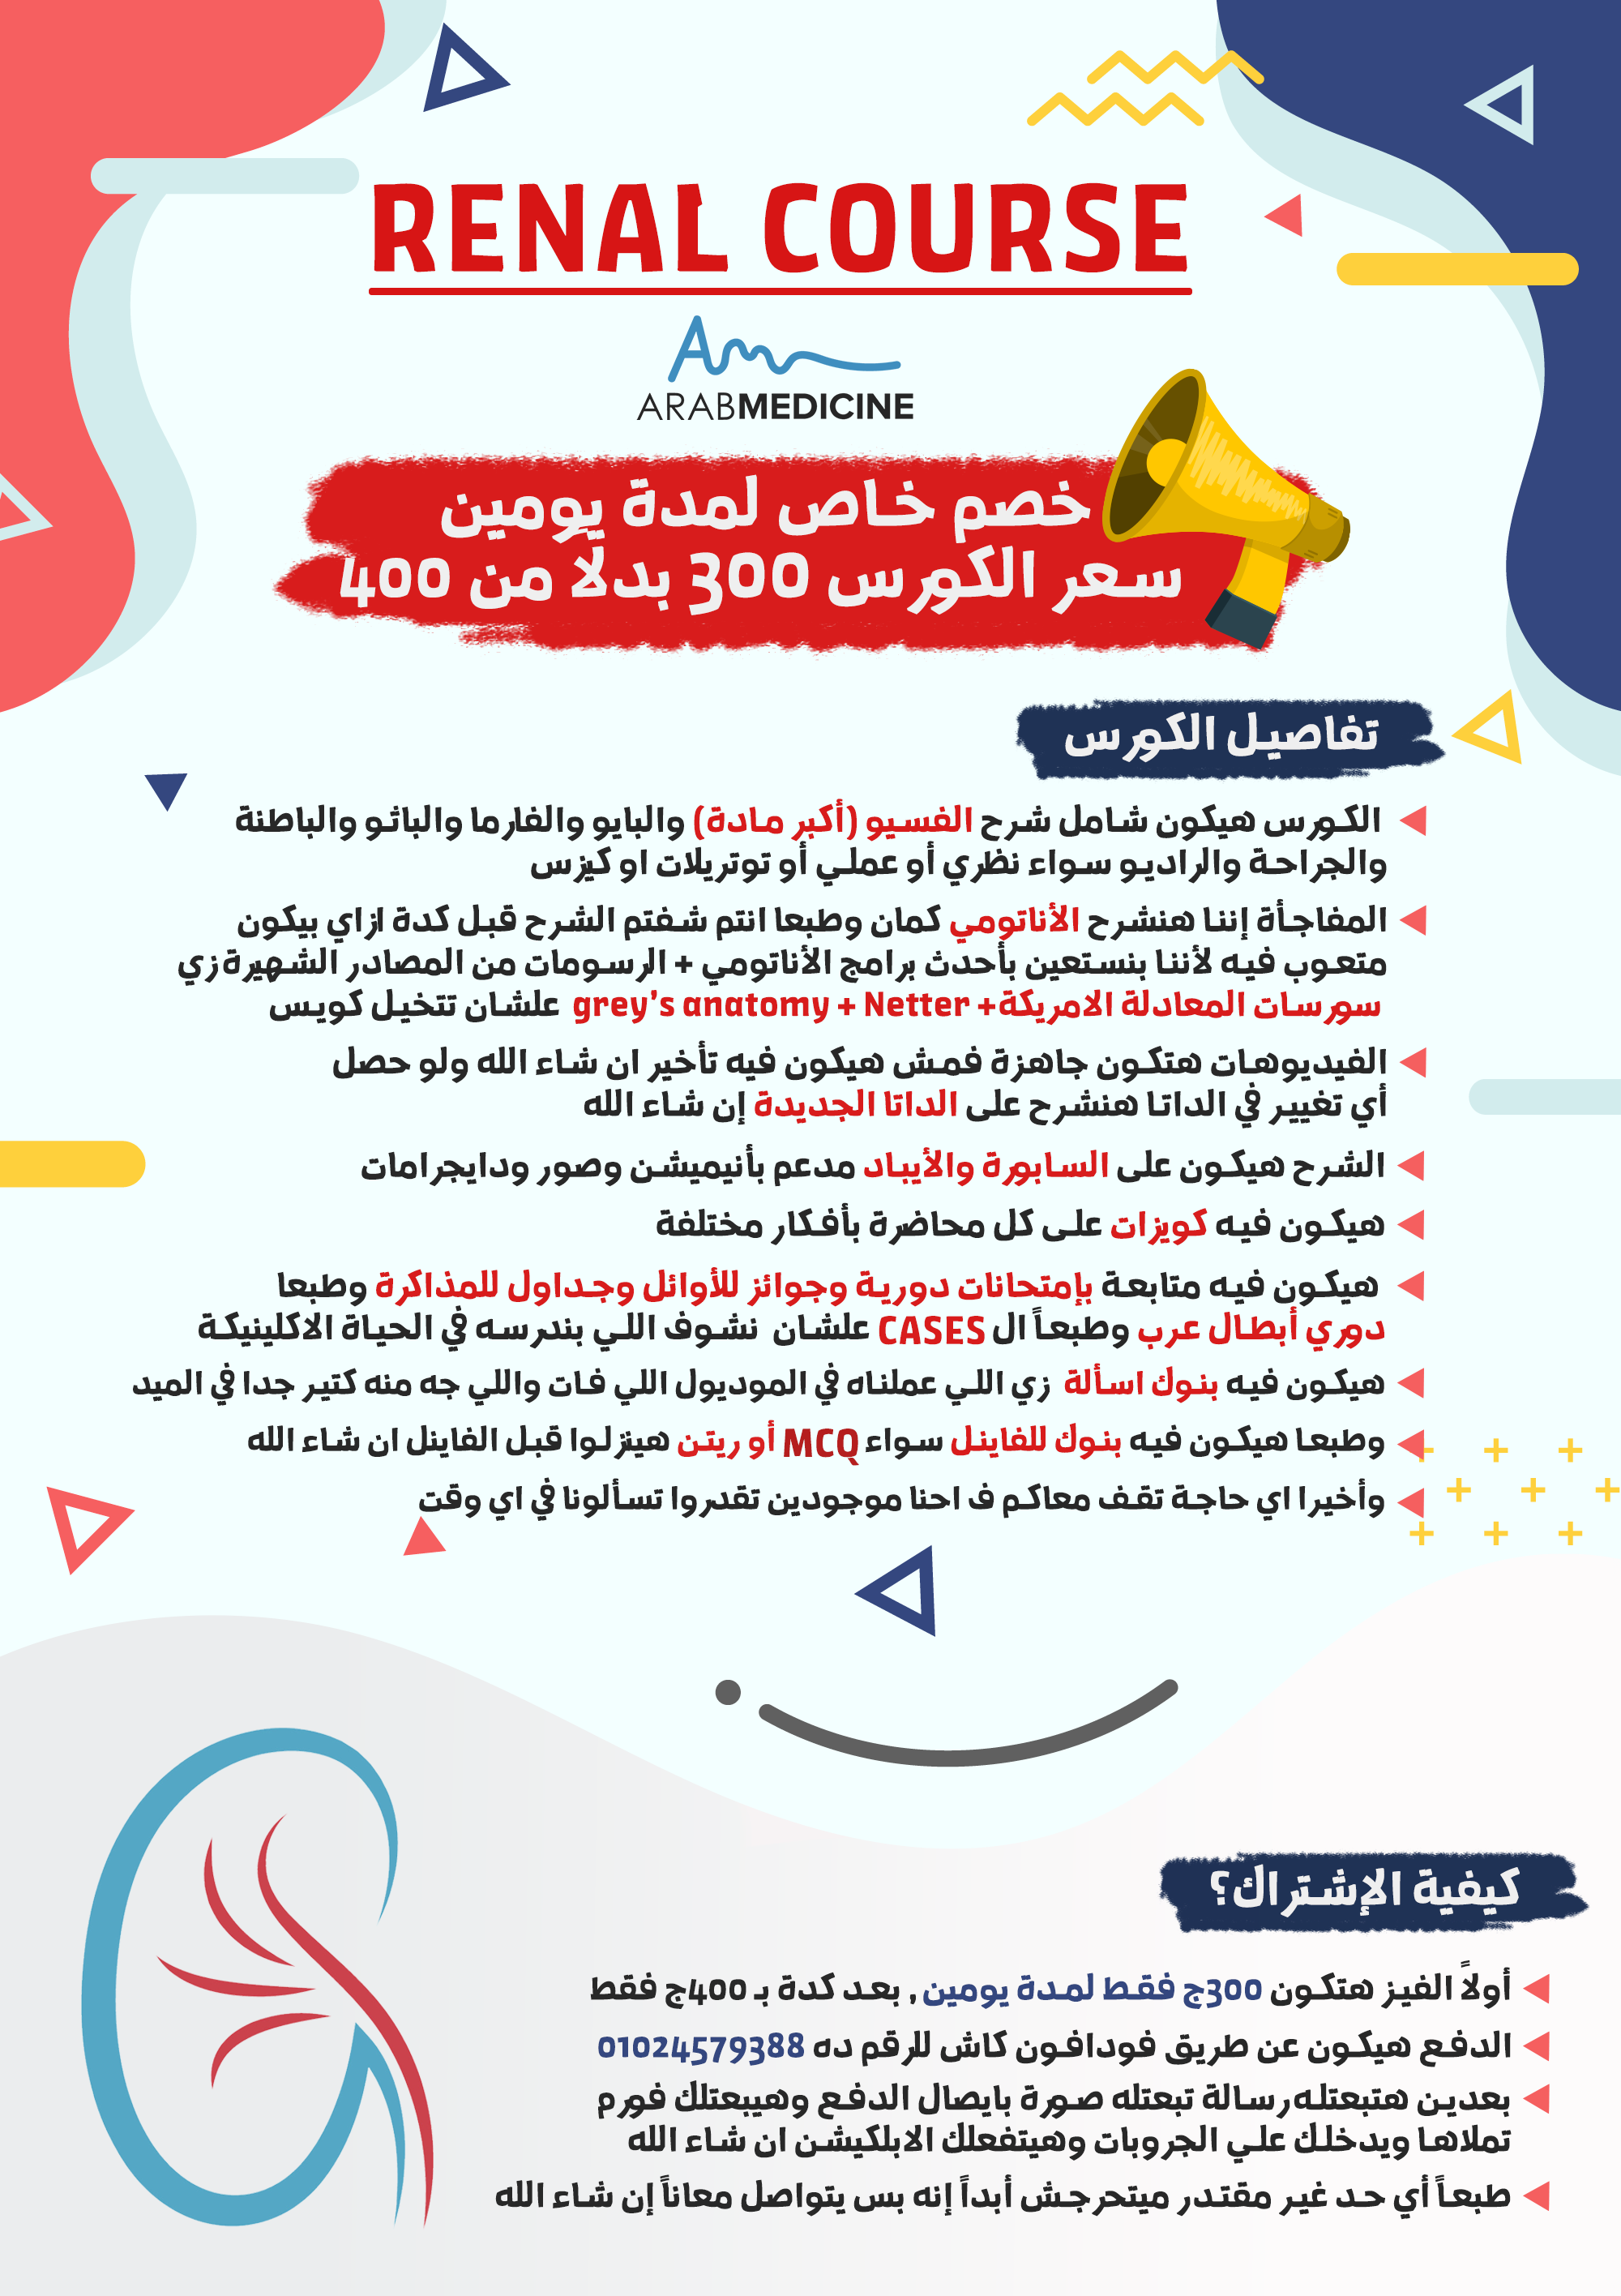 RENAL COURSE
ARABMEDICINE
خصم خاص لمدة يومين
سعر الكورس 300 بدلا من 400
تفاصيل الكورس
الكورس هيكون شامل شرح الفسيو (أكبر مادة) والبايو والفارما والباثو والباطنة
والجراحة والراديو سواء نظري أو عملي أو توتريلات او كيزس
المفاجأة إننا هنشرح الأناتومي كمان وطبعا انتم شفتم الشرح قبل كدة ازاي بيكون
متعوب فيه لأننا بنستعين بأحدث برامج الأناتومي + الرسومات من المصادر الشهيرة زي
سورسات المعادلة الامريكة+ grey’s anatomy + Netter علشان تتخيل كويس
الفيديوهات هتكون جاهزة فمش هيكون فيه تأخير ان شاء الله ولو حصل
أي تغيير في الداتا هنشرح على الداتا الجديدة إن شاء الله
الشرح هيكون على السابورة والأيباد مدعم بأنيميشن وصور ودايجرامات
هيكون فيه كويزات على كل محاضرة بأفكار مختلفة
هيكون فيه متابعة بإمتحانات دورية وجوائز للأوائل وجداول للمذاكرة وطبعا
دوري أبطال عرب وطبعاً ال CASES علشان نشوف اللي بندرسه في الحياة الاكلينيكة
هيكون فيه بنوك اسألة زي اللي عملناه في الموديول اللي فات واللي جه منه كتير جدا في الميد
وطبعا هيكون فيه بنوك للفاينل سواء MCQ أو ريتن هينزلوا قبل الفاينل ان شاء الله
وأخيرا اي حاجة تقف معاكم ف احنا موجودين تقدروا تسألونا في اي وقت
كيفية الإشتراك؟
أولاً الفيز هتكون 300ج فقط لمدة يومين , بعد كدة بـ 400ج فقط
الدفع هيكون عن طريق فودافون كاش للرقم ده 01024579388
بعدين هتبعتله رسالة تبعتله صورة بايصال الدفع وهيبعتلك فورم
تملاها ويدخلك علي الجروبات وهيتفعلك الابلكيشن ان شاء الله
طبعاً أي حد غير مقتدر ميتحرجش أبداً إنه بس يتواصل معاناً إن شاء الله